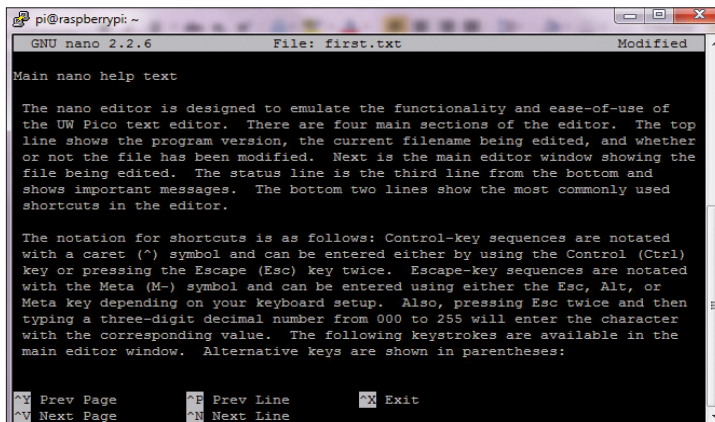 pi@raspberrypi: ~
GNU nano 2.2.6 File: first.txt Modified
Main nano help text
The nano editor is designed to emulate the functionality and ease-of-use of
the UW Pico text editor. There are four main sections of the editor. The top
line shows the program version, the current filename being edited, and whether
or not the file has been modified. Next is the main editor window showing the
file being edited. The status line is the third line from the bottom and
shows important messages. The bottom two lines show the most commonly used
shortcuts in the editor.
The notation for shortcuts is as follows: Control-key sequences are notated
with a caret (^) symbol and can be entered either by using the Control (Ctrl)
key or pressing the Escape (Esc) key twice. Escape-key sequences are notated
with the Meta (M-) symbol and can be entered using either the Esc, Alt, or
Meta key depending on your keyboard setup. Also, pressing Esc twice and then
typing a three-digit decimal number from 000 to 255 will enter the character
with the corresponding value. The following keystrokes are available in the
main editor window. Alternative keys are shown in parentheses:
^Y Prev Page ^P Prev Line ^X Exit
^V Next Page ^N Next Line